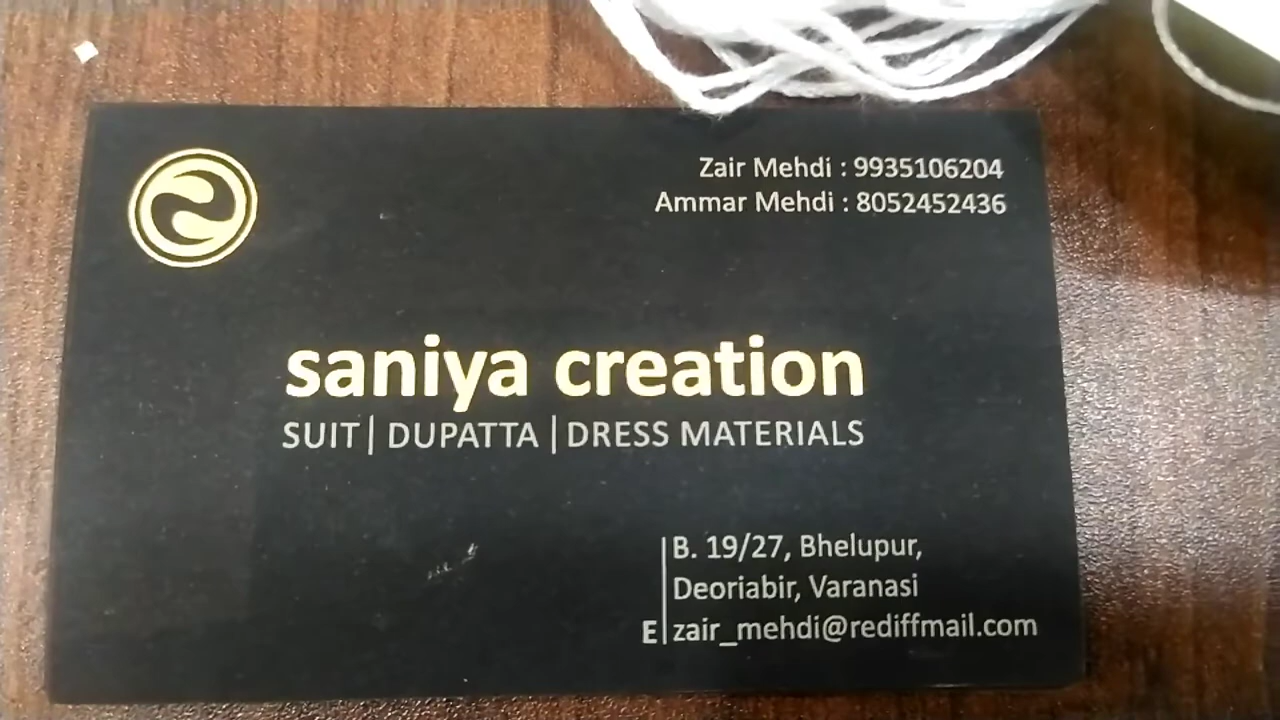 Zair Mehdi : 9935106204
Ammar Mehdi : 8052452436
saniya creation
SUIT | DUPATTA | DRESS MATERIALS
B. 19/27, Bhelupur,
Deoriabir, Varanasi
E | zair_mehdi@rediffmail.com